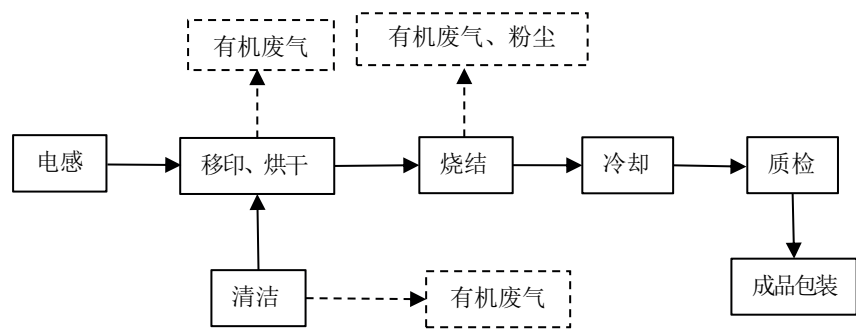 有机废气
有机废气、粉尘
电感
移印、烘干
烧结
冷却
质检
清洁
有机废气
成品包装